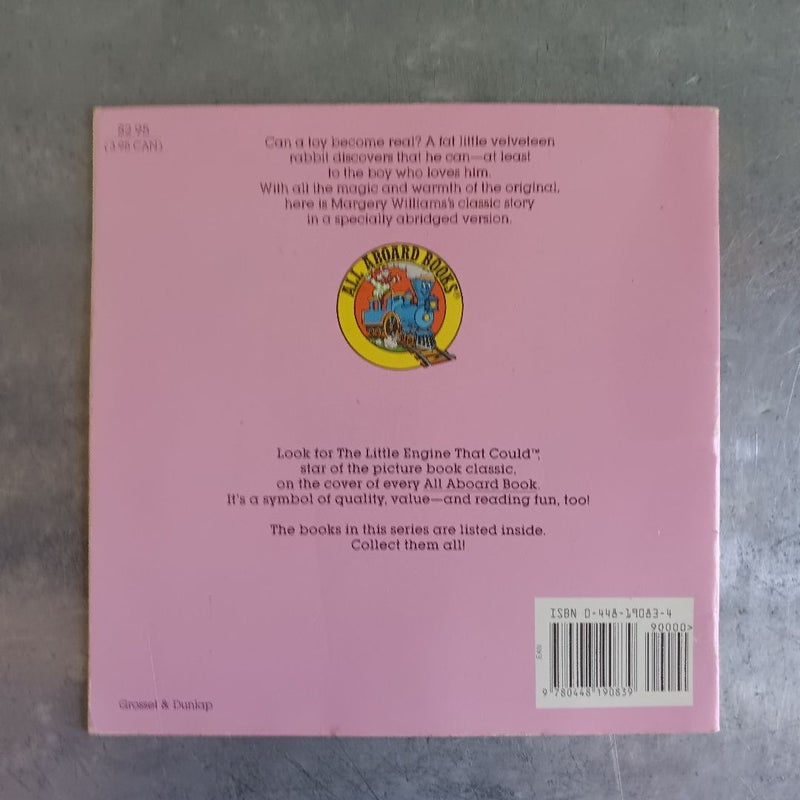 $2.95
(3.95 CAN)
Can a toy become real? A fat little velveteen
rabbit discovers that he can—at least
to the boy who loves him.
With all the magic and warmth of the original,
here is Margery Williams's classic story
in a specially abridged version.
ALL ABOARD BOOKS®
Look for The Little Engine That Could™,
star of the picture book classic,
on the cover of every All Aboard Book.
It's a symbol of quality, value—and reading fun, too!
The books in this series are listed inside.
Collect them all!
ISBN 0-448-19083-4
90000>
EAN
9 780448 190839
Grosset & Dunlap